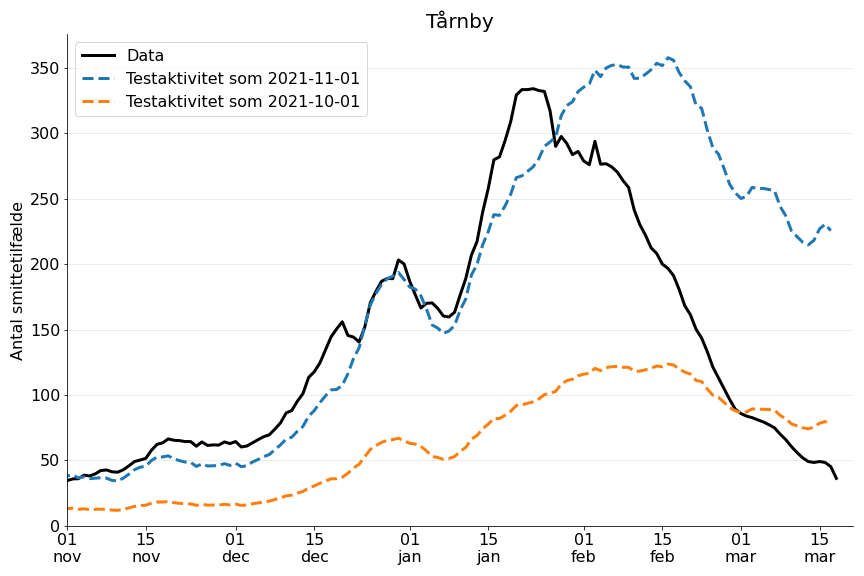 Tårnby
Data
Testaktivitet som 2021-11-01
Testaktivitet som 2021-10-01
Antal smittetilfælde
350
300
250
200
150
100
50
0
01 15 01 15 01 15 01 15 01 15
nov nov dec dec jan jan feb feb mar mar